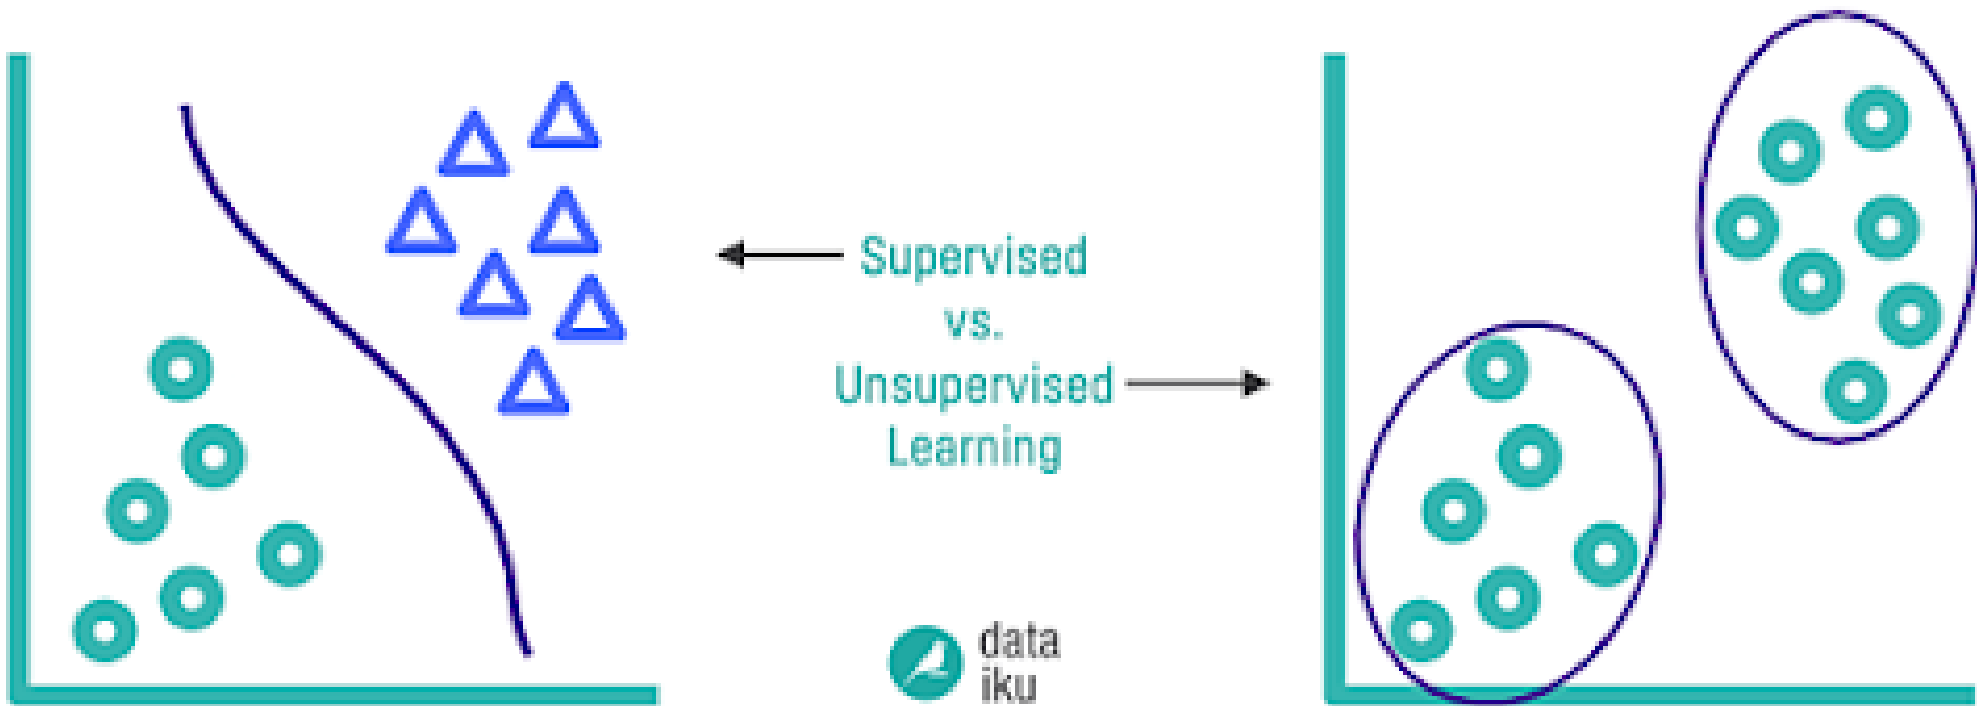 Supervised
vs.
Unsupervised
Learning
data
iku